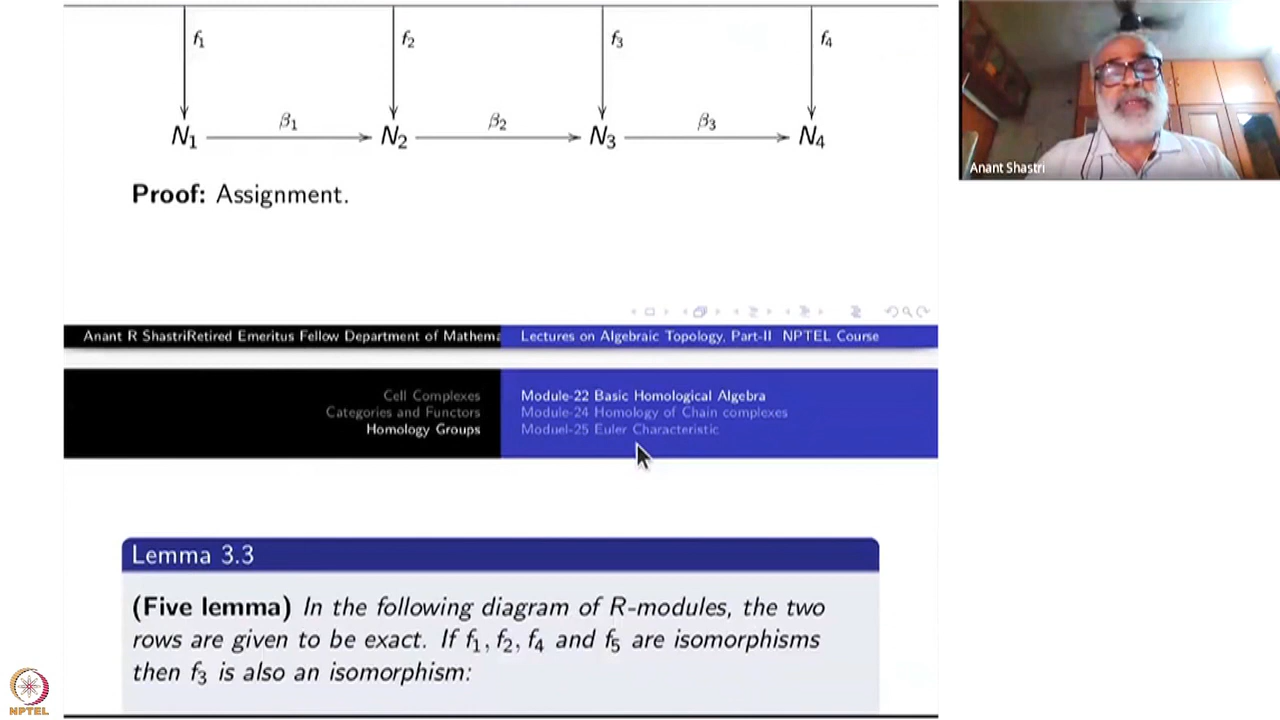 f₁ f₂ f₃ f₄
β₁ β₂ β₃
N₁ N₂ N₃ N₄
Proof: Assignment.
Anant Shastri
Anant R ShastriRetired Emeritus Fellow Department of Mathema
Lectures on Algebraic Topology, Part-II NPTEL Course
Cell Complexes
Categories and Functors
Homology Groups
Module-22 Basic Homological Algebra
Module-24 Homology of Chain complexes
Moduel-25 Euler Characteristic
Lemma 3.3
(Five lemma) In the following diagram of R-modules, the two
rows are given to be exact. If f₁, f₂, f₄ and f₅ are isomorphisms
then f₃ is also an isomorphism:
NPTEL